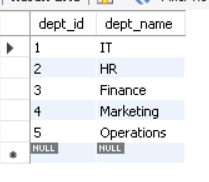 dept_id dept_name
1 IT
2 HR
3 Finance
4 Marketing
5 Operations
NULL NULL